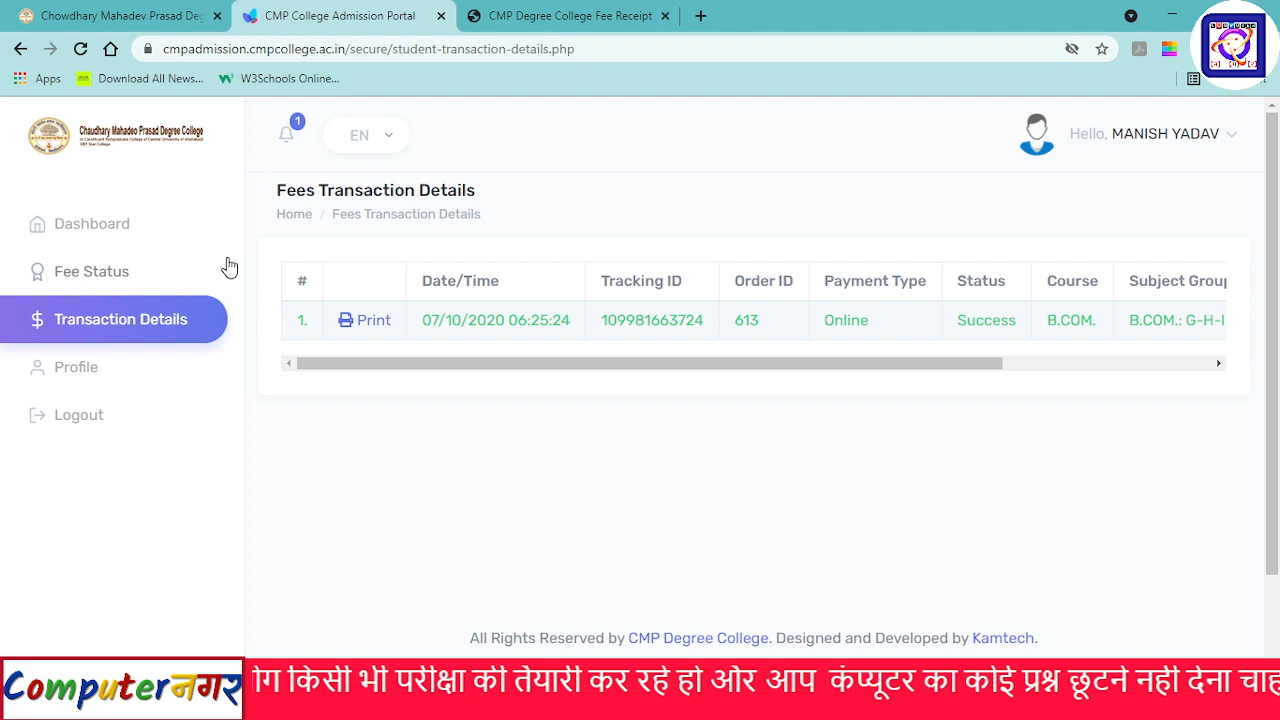 Chowdhary Mahadev Prasad Deg
CMP College Admission Portal
CMP Degree College Fee Receipt
cmpadmission.cmpcollege.ac.in/secure/student-transaction-details.php
Apps
Download All News...
W3Schools Online...
Chaudhary Mahadeo Prasad Degree College
1
EN
Hello, MANISH YADAV
Fees Transaction Details
Home / Fees Transaction Details
Dashboard
Fee Status
Transaction Details
Profile
Logout
# Date/Time Tracking ID Order ID Payment Type Status Course Subject Group
1. Print 07/10/2020 06:25:24 109981663724 613 Online Success B.COM. B.COM.: G-H-I
All Rights Reserved by CMP Degree College. Designed and Developed by Kamtech.
Computerनगर
ोग किसी भी परीक्षा की तैयारी कर रहे हो और आप कंप्यूटर का कोई प्रश्न छूटने नहीं देना चाह